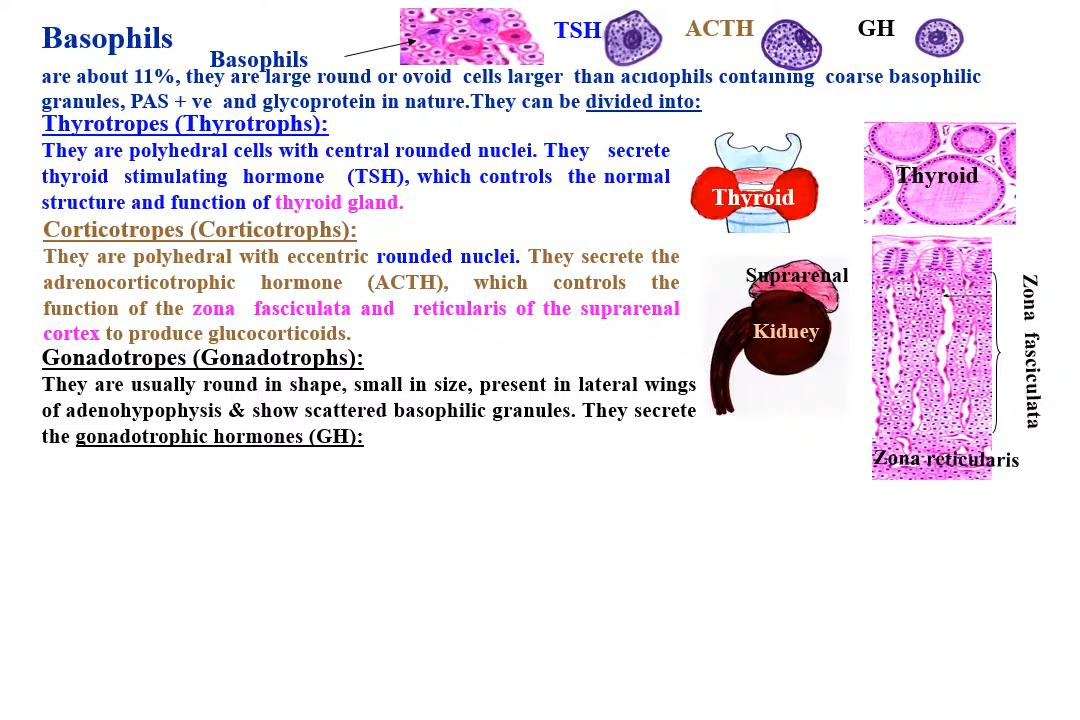 Basophils
Basophils
TSH
ACTH
GH
are about 11%, they are large round or ovoid cells larger than acidophils containing coarse basophilic
granules, PAS + ve and glycoprotein in nature.They can be divided into:
Thyrotropes (Thyrotrophs):
They are polyhedral cells with central rounded nuclei. They secrete
thyroid stimulating hormone (TSH), which controls the normal
structure and function of thyroid gland.
Corticotropes (Corticotrophs):
They are polyhedral with eccentric rounded nuclei. They secrete the
adrenocorticotrophic hormone (ACTH), which controls the
function of the zona fasciculata and reticularis of the suprarenal
cortex to produce glucocorticoids.
Gonadotropes (Gonadotrophs):
They are usually round in shape, small in size, present in lateral wings
of adenohypophysis & show scattered basophilic granules. They secrete
the gonadotrophic hormones (GH):
Thyroid
Thyroid
Suprarenal
Kidney
Zona fasciculata
Zona reticularis